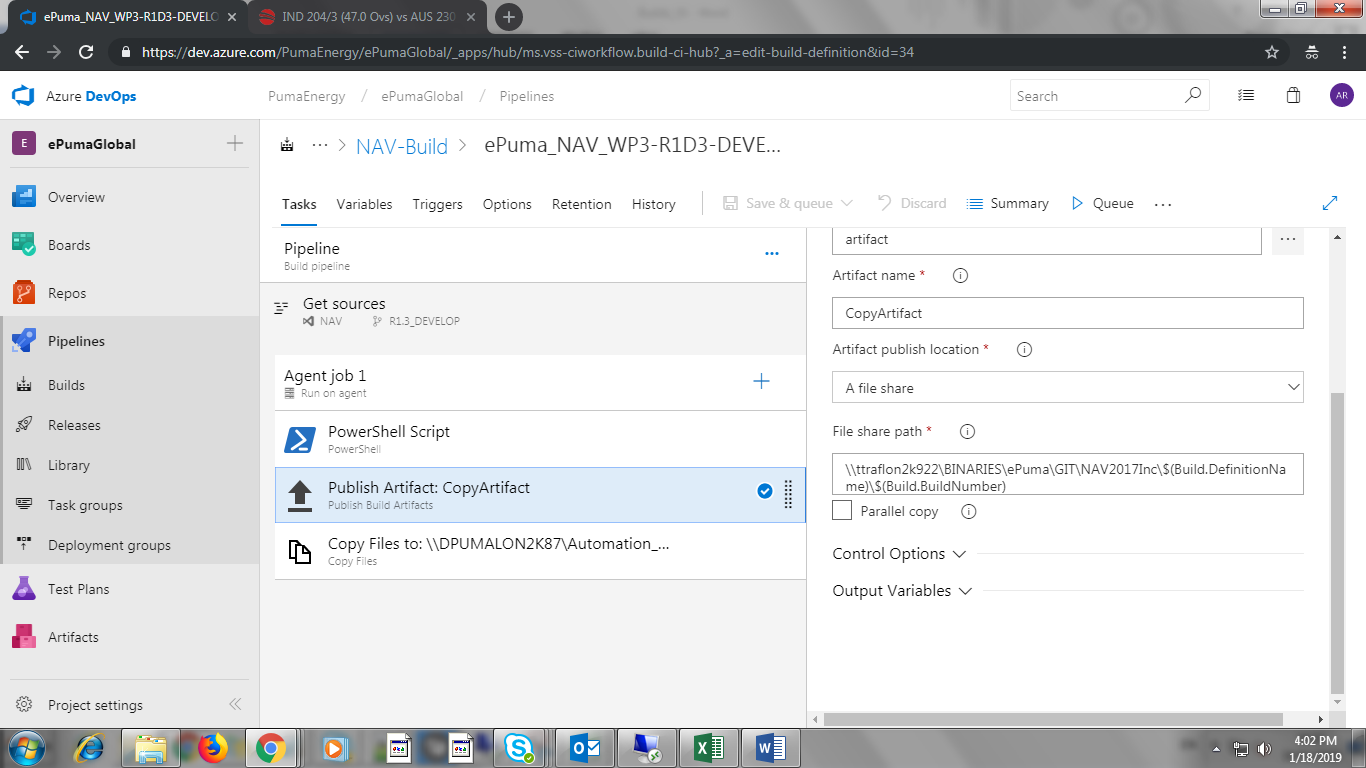 ePuma_NAV_WP3-R1D3-DEVELO
IND 204/3 (47.0 Ovs) vs AUS 230
https://dev.azure.com/PumaEnergy/ePumaGlobal/_apps/hub/ms.vss-ciworkflow.build-ci-hub?_a=edit-build-definition&id=34
Azure DevOps
PumaEnergy / ePumaGlobal / Pipelines
Search
AR
E ePumaGlobal
Overview
Boards
Repos
Pipelines
Builds
Releases
Library
Task groups
Deployment groups
Test Plans
Artifacts
Project settings
··· > NAV-Build > ePuma_NAV_WP3-R1D3-DEVE...
Tasks Variables Triggers Options Retention History Save & queue Discard Summary Queue ...
Pipeline
Build pipeline
Get sources
NAV R1.3_DEVELOP
Agent job 1
Run on agent
PowerShell Script
PowerShell
Publish Artifact: CopyArtifact
Publish Build Artifacts
Copy Files to: \\DPUMALON2K87\Automation_...
Copy Files
artifact
Artifact name *
CopyArtifact
Artifact publish location *
A file share
File share path *
\\ttraflon2k922\BINARIES\ePuma\GIT\NAV2017Inc\$(Build.DefinitionNa
me)\$(Build.BuildNumber)
Parallel copy
Control Options
Output Variables
4:02 PM
1/18/2019